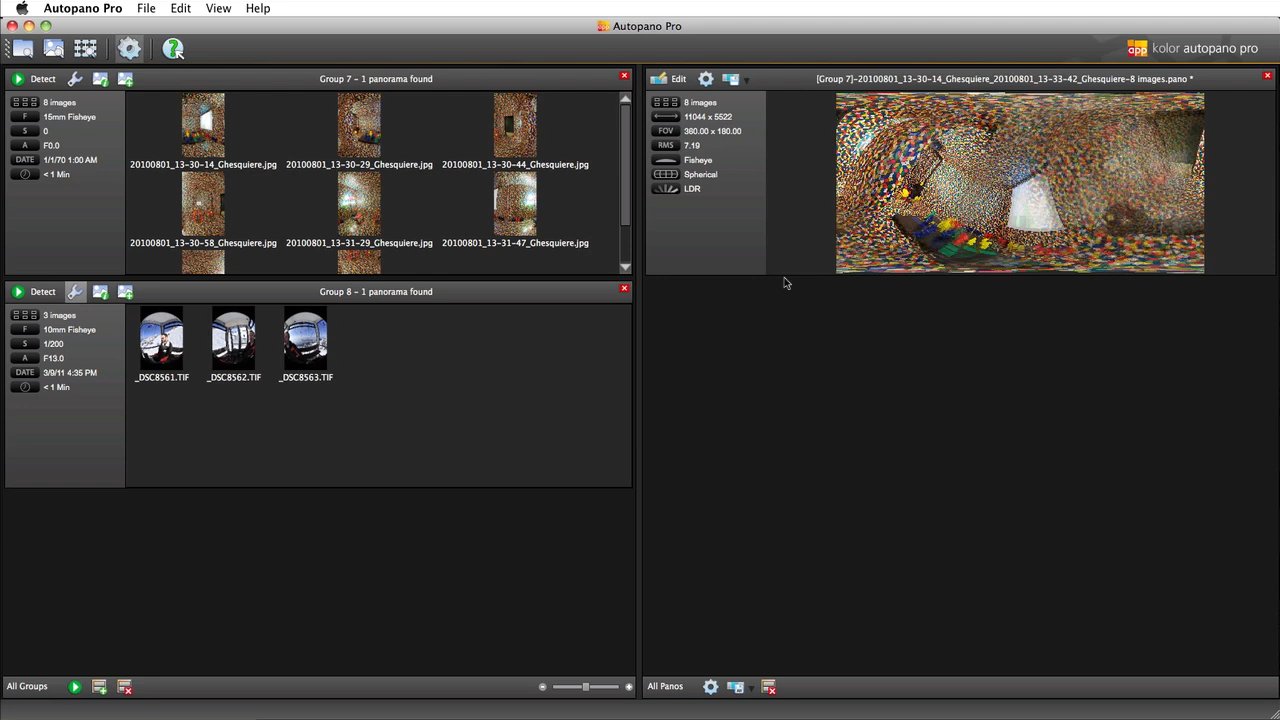 Autopano Pro File Edit View Help
Autopano Pro
app kolor autopano pro
Detect Group 7 - 1 panorama found
8 images
F 15mm Fisheye
S 0
A F0.0
DATE 1/1/70 1:00 AM
< 1 Min
20100801_13-30-14_Ghesquiere.jpg 20100801_13-30-29_Ghesquiere.jpg 20100801_13-30-44_Ghesquiere.jpg
20100801_13-30-58_Ghesquiere.jpg 20100801_13-31-29_Ghesquiere.jpg 20100801_13-31-47_Ghesquiere.jpg
Detect Group 8 - 1 panorama found
3 images
F 10mm Fisheye
S 1/200
A F13.0
DATE 3/9/11 4:35 PM
< 1 Min
_DSC8561.TIF _DSC8562.TIF _DSC8563.TIF
All Groups
Edit [Group 7]-20100801_13-30-14_Ghesquiere_20100801_13-33-42_Ghesquiere-8 images.pano *
8 images
11044 x 5522
FOV 360.00 x 180.00
RMS 7.19
Fisheye
Spherical
LDR
All Panos